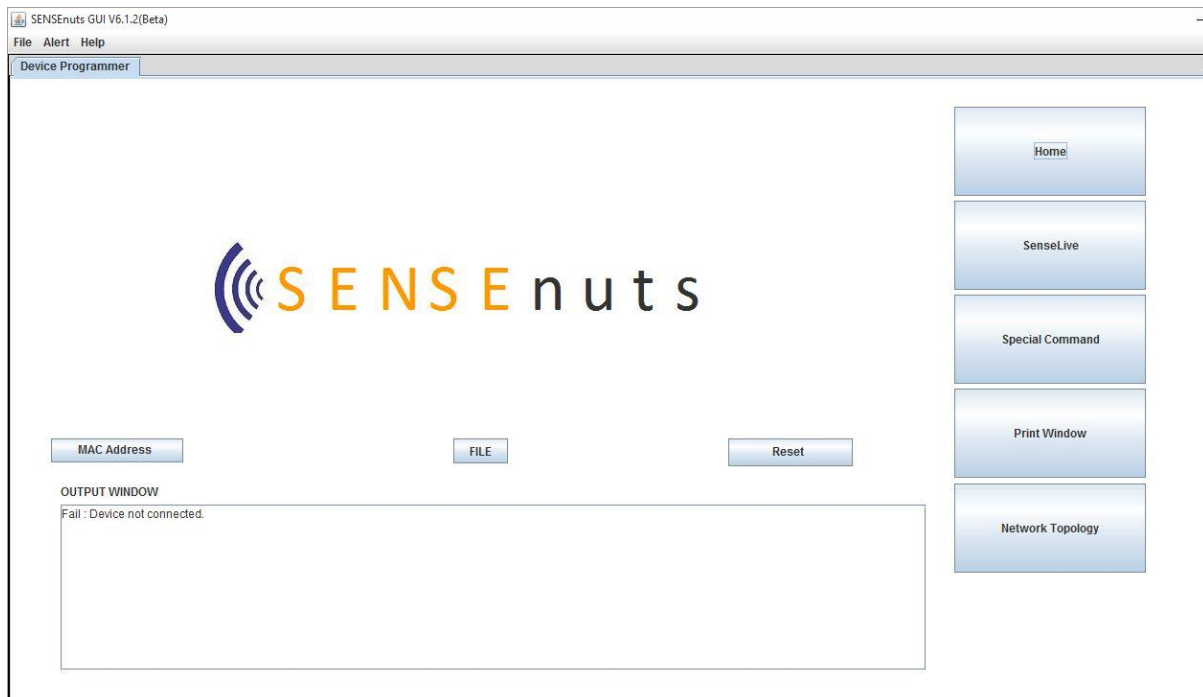 SENSEnuts GUI V6.1.2(Beta)
File Alert Help
Device Programmer
Home
SenseLive
SENSEnuts
Special Command
Print Window
MAC Address
FILE
Reset
OUTPUT WINDOW
Fail : Device not connected.
Network Topology